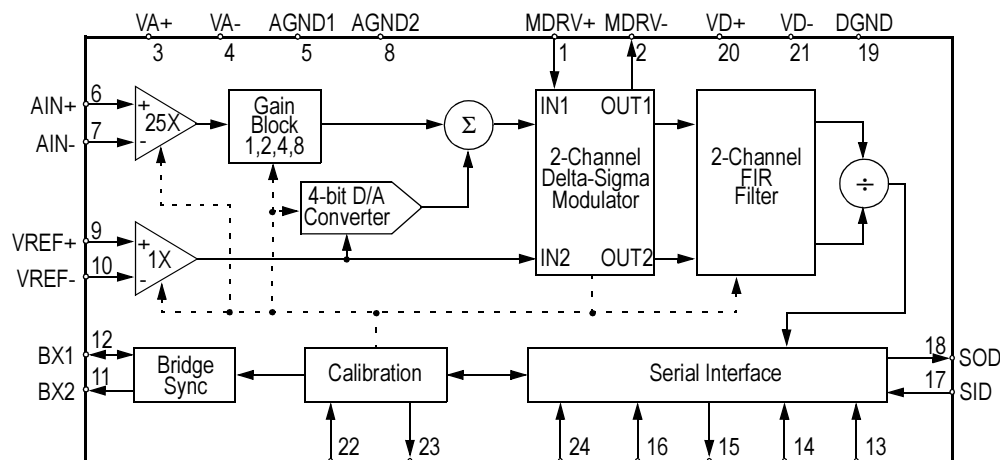 VA+ VA- AGND1 AGND2 MDRV+ MDRV- VD+ VD- DGND
3 4 5 8 1 2 20 21 19
AIN+ 6
AIN- 7
+
25X
-
Gain
Block
1,2,4,8
Σ
IN1 OUT1
2-Channel
Delta-Sigma
Modulator
IN2 OUT2
2-Channel
FIR
Filter
÷
4-bit D/A
Converter
VREF+ 9
VREF- 10
+
1X
-
BX1 12
BX2 11
Bridge
Sync
Calibration
Serial Interface
18 SOD
17 SID
22 23 24 16 15 14 13